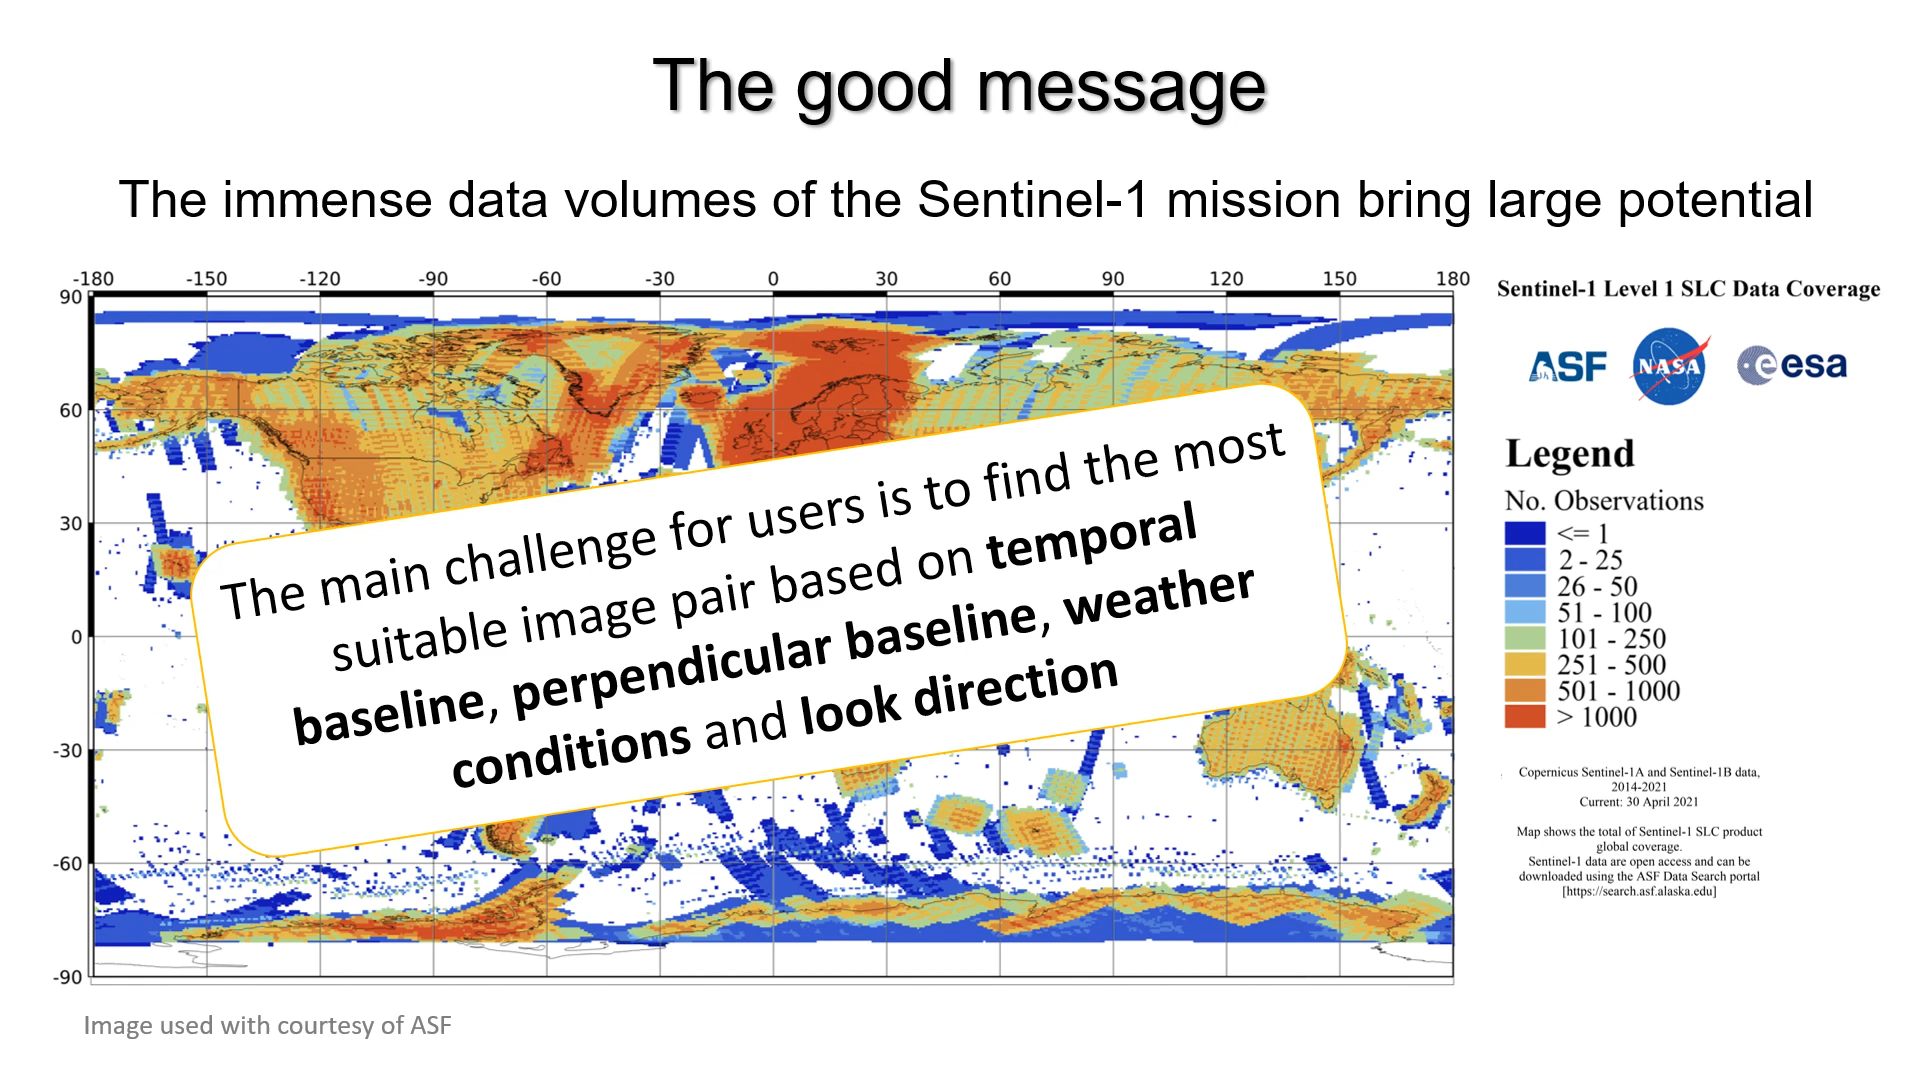 The good message
The immense data volumes of the Sentinel-1 mission bring large potential
-180 -150 -120 -90 -60 -30 0 30 60 90 120 150 180
90
60
30
0
-30
-60
-90
The main challenge for users is to find the most
suitable image pair based on temporal
baseline, perpendicular baseline, weather
conditions and look direction
Sentinel-1 Level 1 SLC Data Coverage
ASF NASA esa
Legend
No. Observations
<= 1
2 - 25
26 - 50
51 - 100
101 - 250
251 - 500
501 - 1000
> 1000
Copernicus Sentinel-1A and Sentinel-1B data,
2014-2021
Current: 30 April 2021
Map shows the total of Sentinel-1 SLC product
global coverage.
Sentinel-1 data are open access and can be
downloaded using the ASF Data Search portal
[https://search.asf.alaska.edu]
Image used with courtesy of ASF